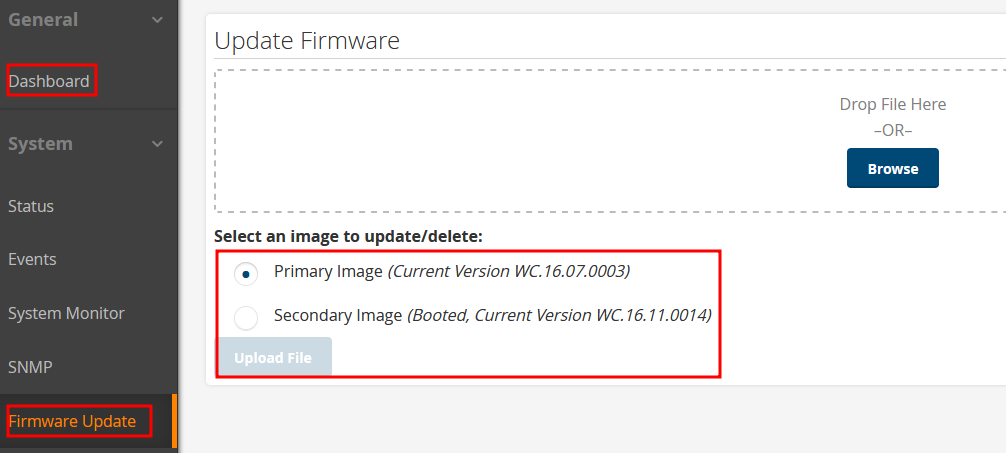 General
Dashboard
System
Status
Events
System Monitor
SNMP
Firmware Update
Update Firmware
Drop File Here
–OR–
Browse
Select an image to update/delete:
Primary Image (Current Version WC.16.07.0003)
Secondary Image (Booted, Current Version WC.16.11.0014)
Upload File